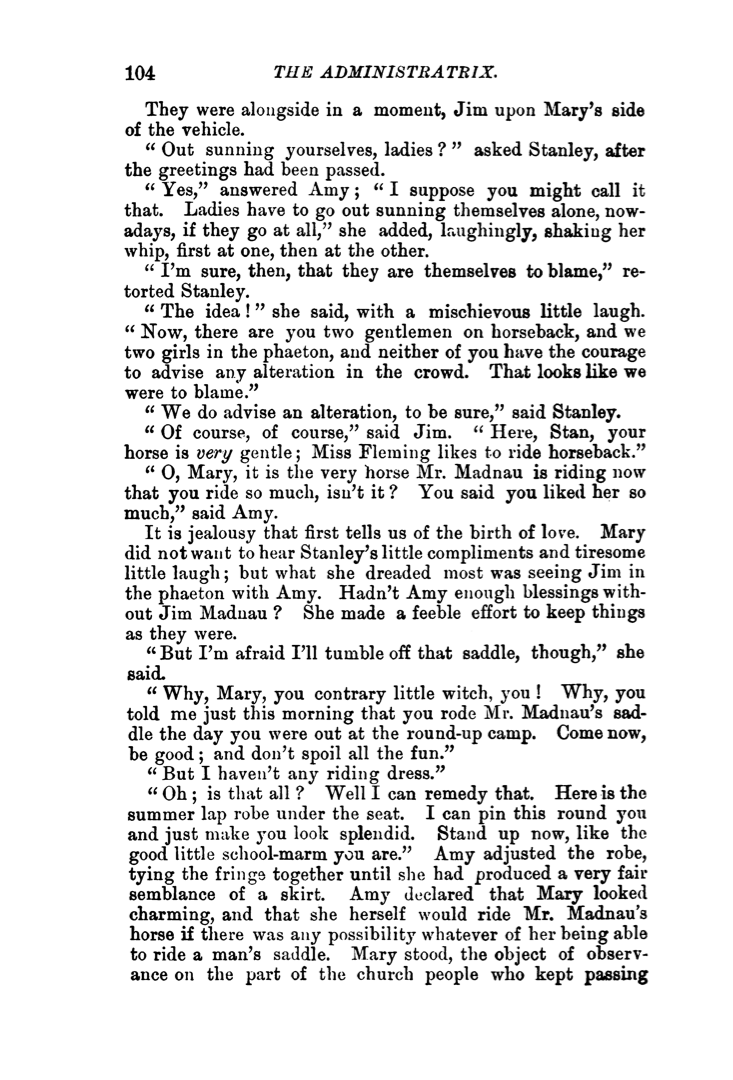 104 THE ADMINISTRATRIX.
They were alongside in a moment, Jim upon Mary's side
of the vehicle.
“ Out sunning yourselves, ladies ? ” asked Stanley, after
the greetings had been passed.
“ Yes,” answered Amy ; “ I suppose you might call it
that. Ladies have to go out sunning themselves alone, now-
adays, if they go at all,” she added, laughingly, shaking her
whip, first at one, then at the other.
“ I'm sure, then, that they are themselves to blame,” re-
torted Stanley.
“ The idea ! ” she said, with a mischievous little laugh.
“ Now, there are you two gentlemen on horseback, and we
two girls in the phaeton, and neither of you have the courage
to advise any alteration in the crowd. That looks like we
were to blame.”
“ We do advise an alteration, to be sure,” said Stanley.
“ Of course, of course,” said Jim. “ Here, Stan, your
horse is very gentle ; Miss Fleming likes to ride horseback.”
“ O, Mary, it is the very horse Mr. Madnau is riding now
that you ride so much, isn't it ? You said you liked her so
much,” said Amy.
It is jealousy that first tells us of the birth of love. Mary
did not want to hear Stanley's little compliments and tiresome
little laugh ; but what she dreaded most was seeing Jim in
the phaeton with Amy. Hadn't Amy enough blessings with-
out Jim Madnau ? She made a feeble effort to keep things
as they were.
“ But I'm afraid I'll tumble off that saddle, though,” she
said.
“ Why, Mary, you contrary little witch, you ! Why, you
told me just this morning that you rode Mr. Madnau's sad-
dle the day you were out at the round-up camp. Come now,
be good ; and don't spoil all the fun.”
“ But I haven't any riding dress.”
“ Oh ; is that all ? Well I can remedy that. Here is the
summer lap robe under the seat. I can pin this round you
and just make you look splendid. Stand up now, like the
good little school-marm you are.” Amy adjusted the robe,
tying the fringe together until she had produced a very fair
semblance of a skirt. Amy declared that Mary looked
charming, and that she herself would ride Mr. Madnau's
horse if there was any possibility whatever of her being able
to ride a man's saddle. Mary stood, the object of observ-
ance on the part of the church people who kept passing